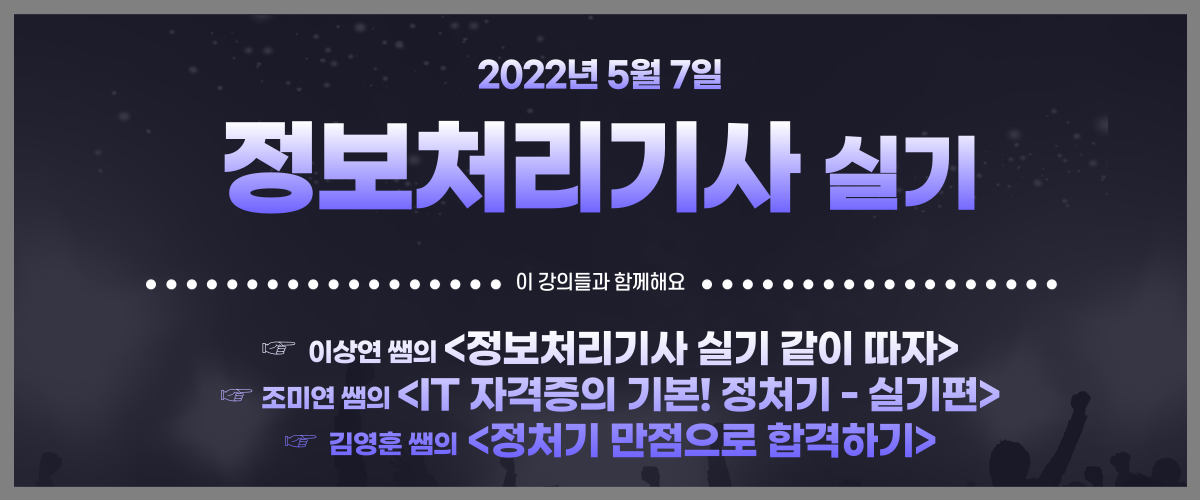 2022년 5월 7일
정보처리기사 실기
이 강의들과 함께해요
☞ 이상연 쌤의 <정보처리기사 실기 같이 따자>
☞ 조미연 쌤의 <IT 자격증의 기본! 정처기 - 실기편>
☞ 김영훈 쌤의 <정처기 만점으로 합격하기>